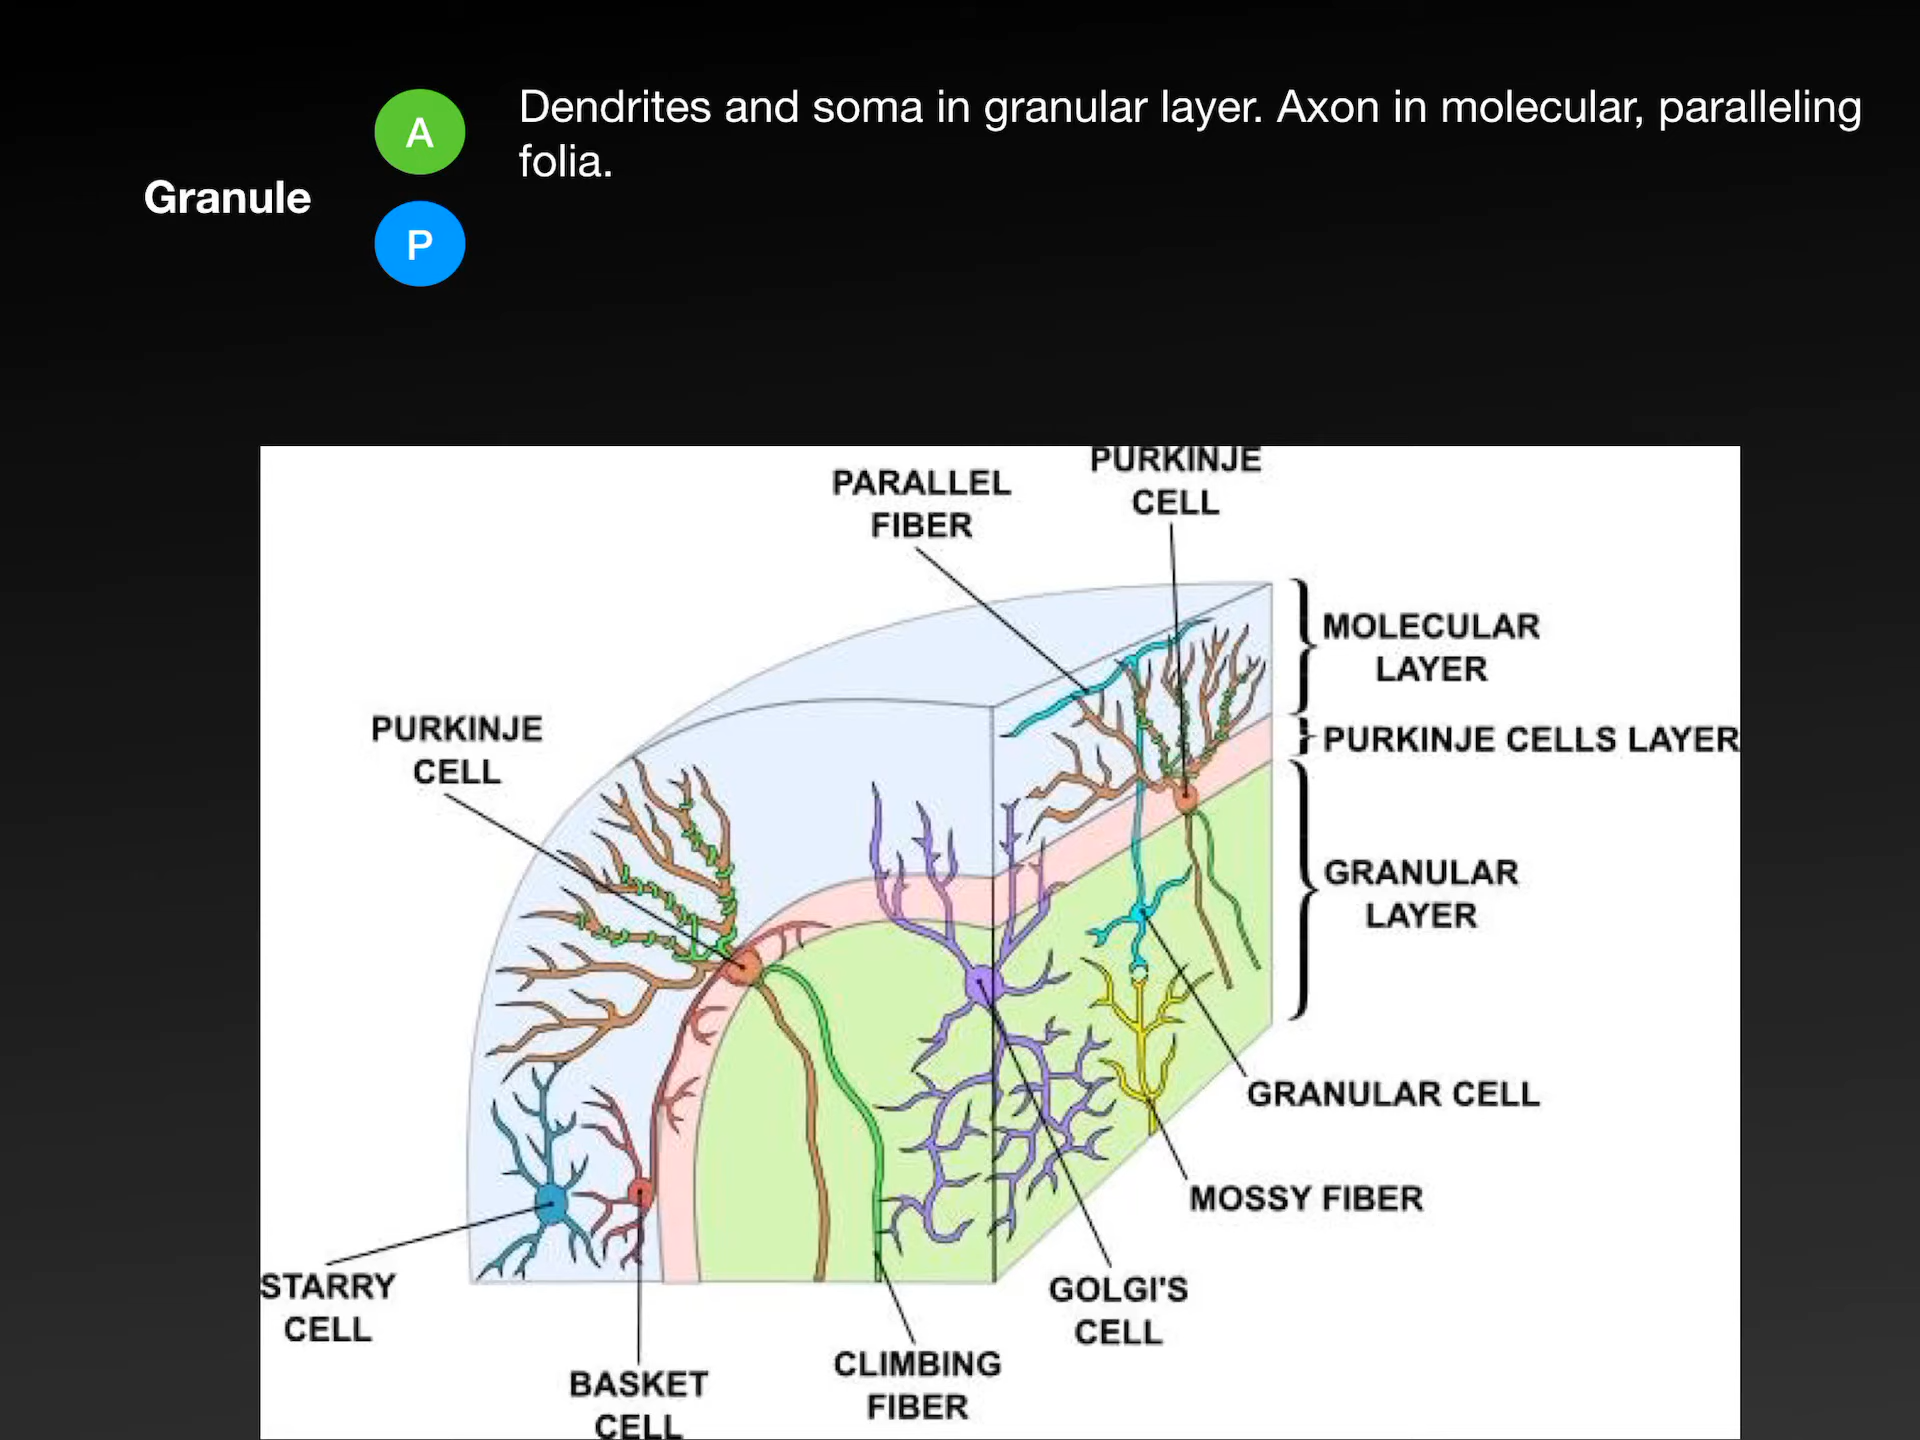 Dendrites and soma in granular layer. Axon in molecular, paralleling
folia.
A
Granule
P
PARALLEL
FIBER
PURKINJE
CELL
MOLECULAR
LAYER
PURKINJE CELLS LAYER
PURKINJE
CELL
GRANULAR
LAYER
GRANULAR CELL
MOSSY FIBER
STARRY
CELL
GOLGI'S
CELL
CLIMBING
FIBER
BASKET
CELL